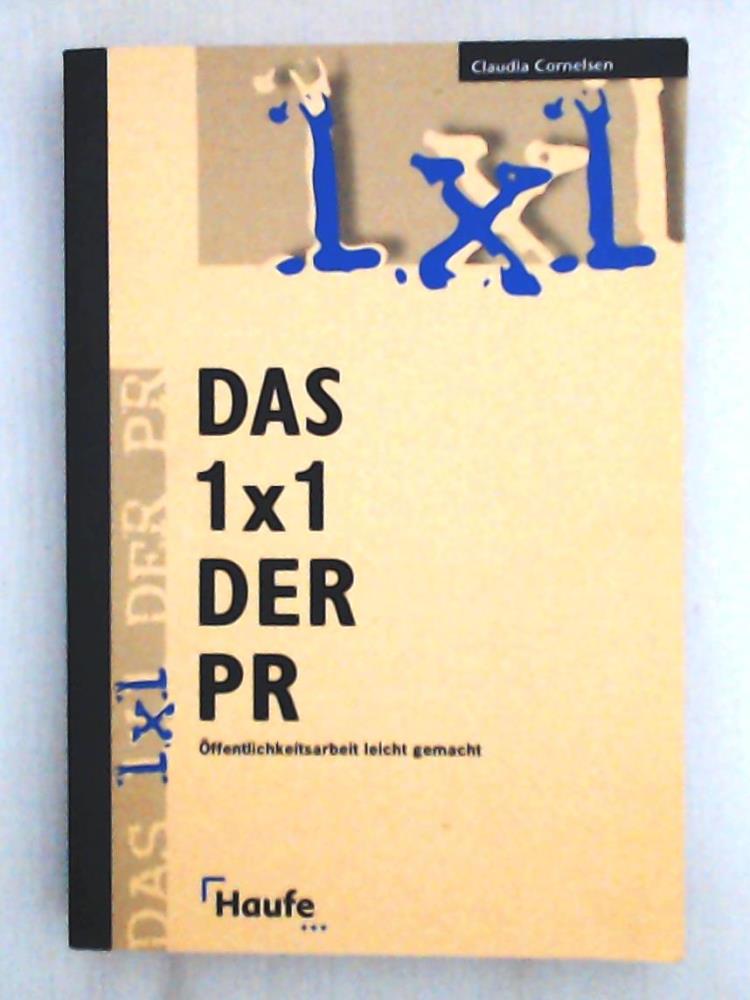 Claudia Cornelsen
1x1
DAS
1x1
DER
PR
Öffentlichkeitsarbeit leicht gemacht
DAS 1x1 DER PR
Haufe